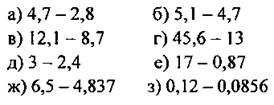 а) 4,7 – 2,8 б) 5,1 – 4,7
в) 12,1 – 8,7 г) 45,6 – 13
д) 3 – 2,4 е) 17 – 0,87
ж) 6,5 – 4,837 з) 0,12 – 0,0856